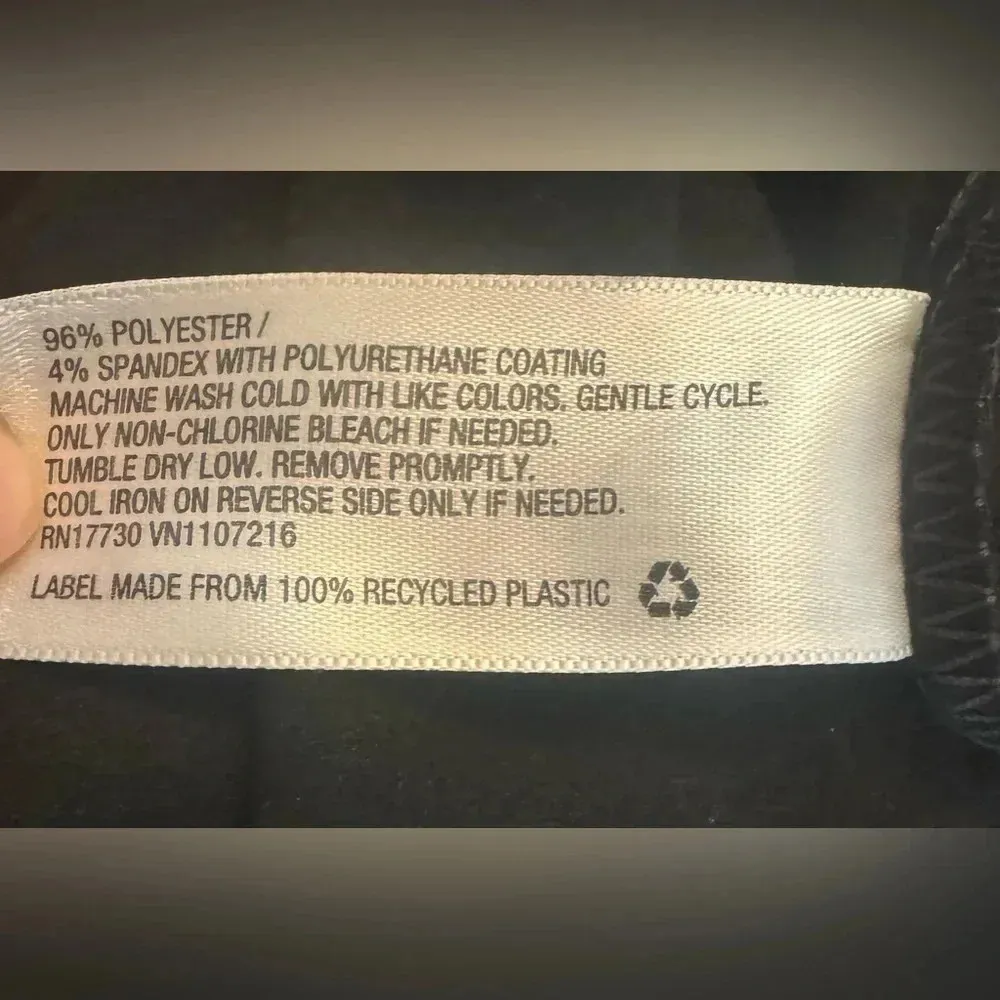 96% POLYESTER /
4% SPANDEX WITH POLYURETHANE COATING
MACHINE WASH COLD WITH LIKE COLORS. GENTLE CYCLE.
ONLY NON-CHLORINE BLEACH IF NEEDED.
TUMBLE DRY LOW. REMOVE PROMPTLY.
COOL IRON ON REVERSE SIDE ONLY IF NEEDED.
RN17730 VN1107216
LABEL MADE FROM 100% RECYCLED PLASTIC